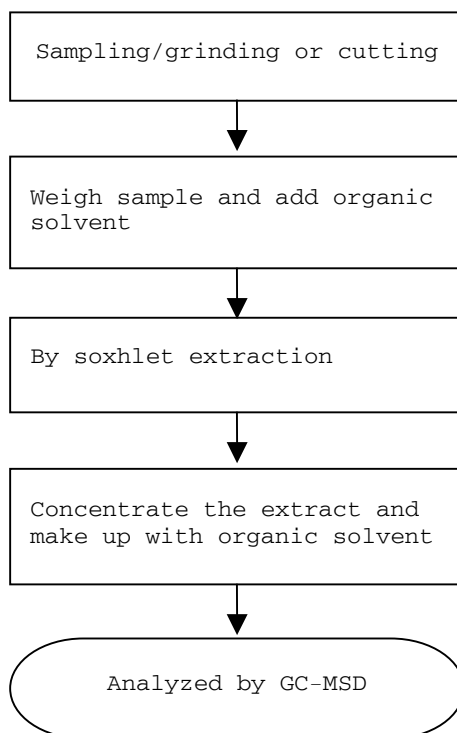 Sampling/grinding or cutting
Weigh sample and add organic
solvent
By soxhlet extraction
Concentrate the extract and
make up with organic solvent
Analyzed by GC-MSD